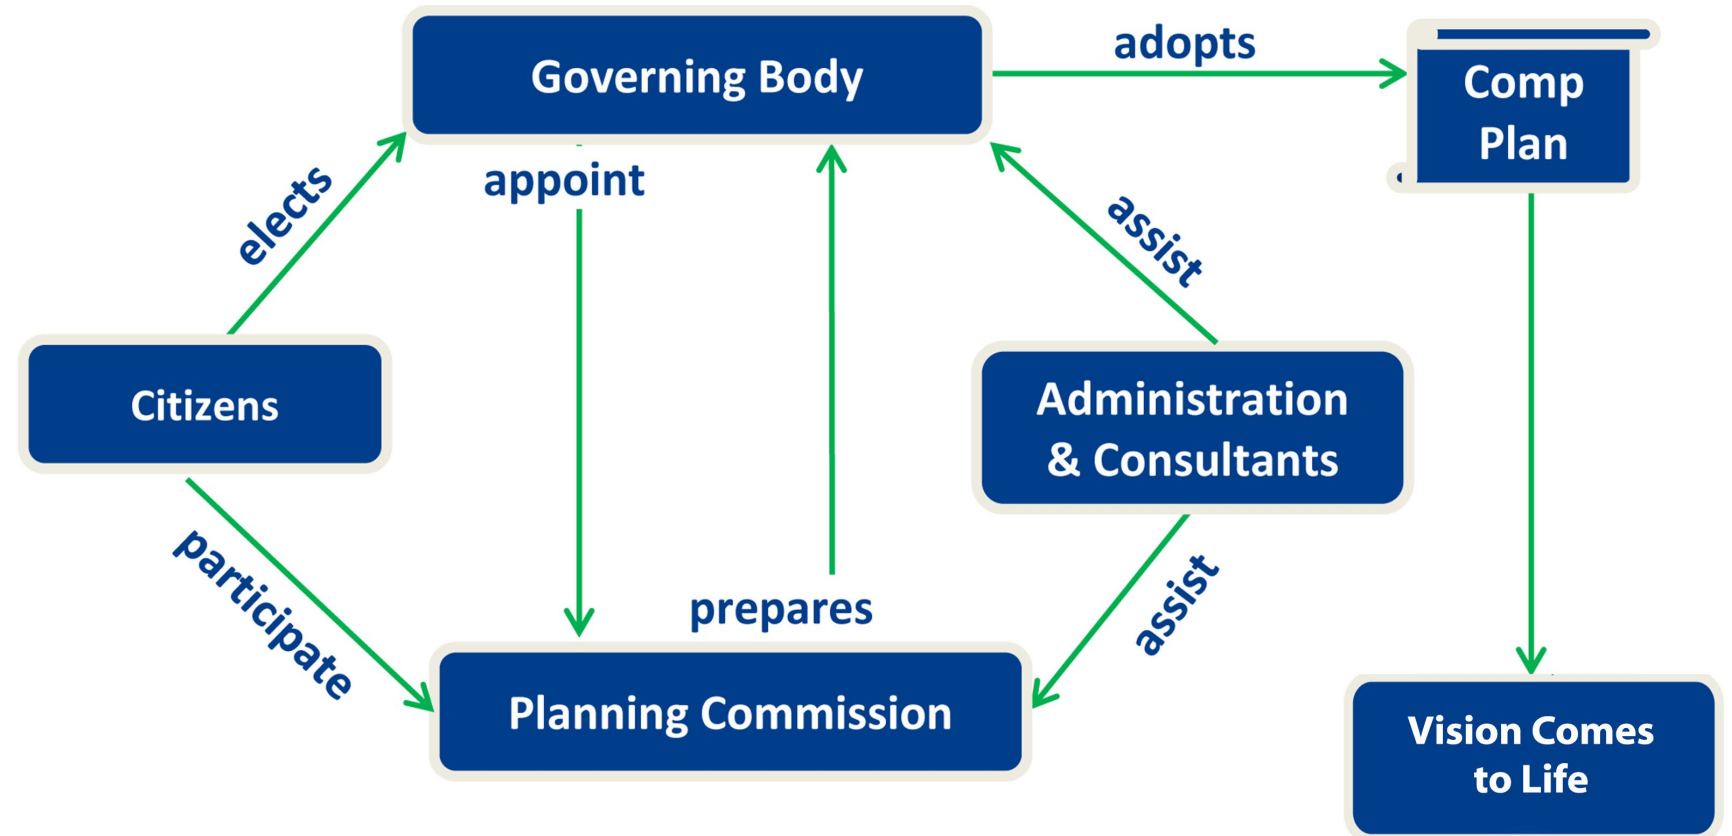 Governing Body
adopts
Comp
Plan
appoint
elects
assist
Citizens
Administration
& Consultants
participate
prepares
assist
Planning Commission
Vision Comes
to Life